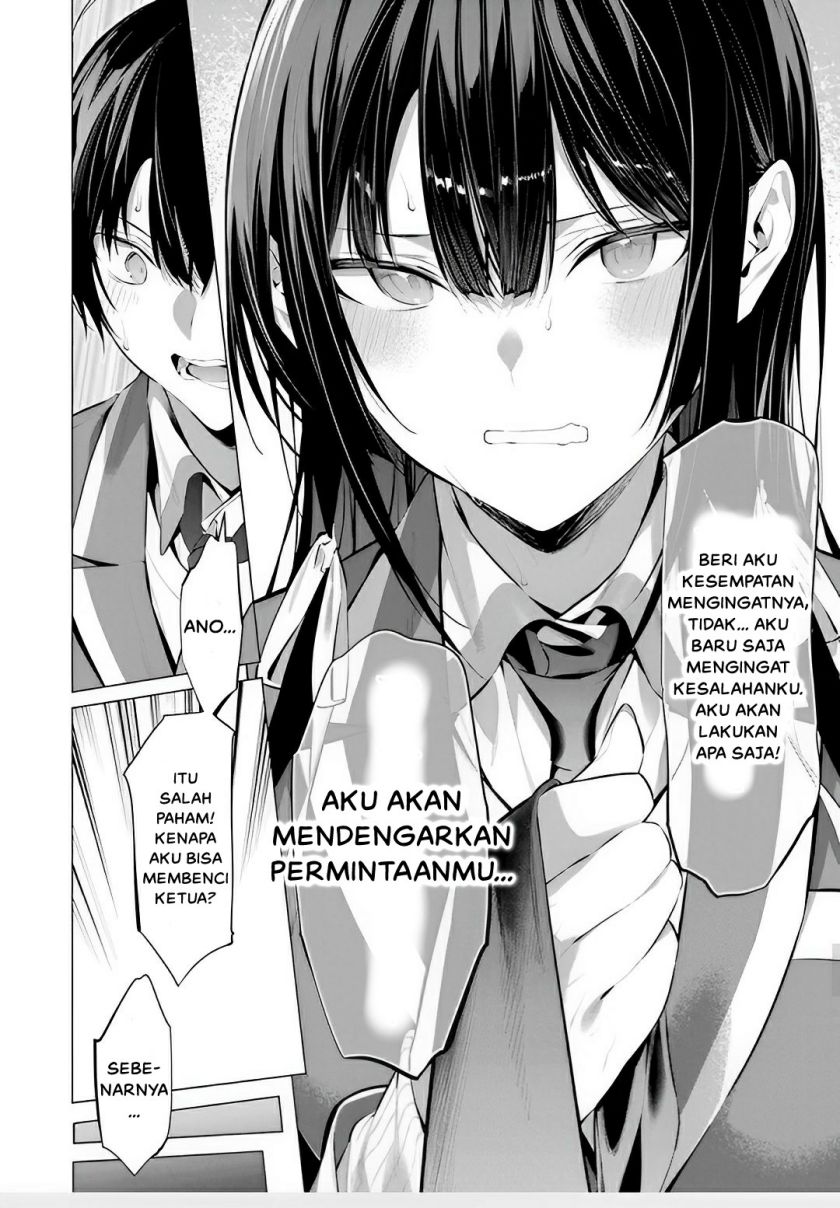 BERI AKU
KESEMPATAN
MENGINGATNYA,
TIDAK... AKU
BARU SAJA
MENGINGAT
KESALAHANKU.
AKU AKAN
LAKUKAN
APA SAJA!
AKU AKAN
MENDENGARKAN
PERMINTAANMU...
ANO...
ITU
SALAH
PAHAM!
KENAPA
AKU BISA
MEMBENCI
KETUA?
SEBE-
NARNYA
...